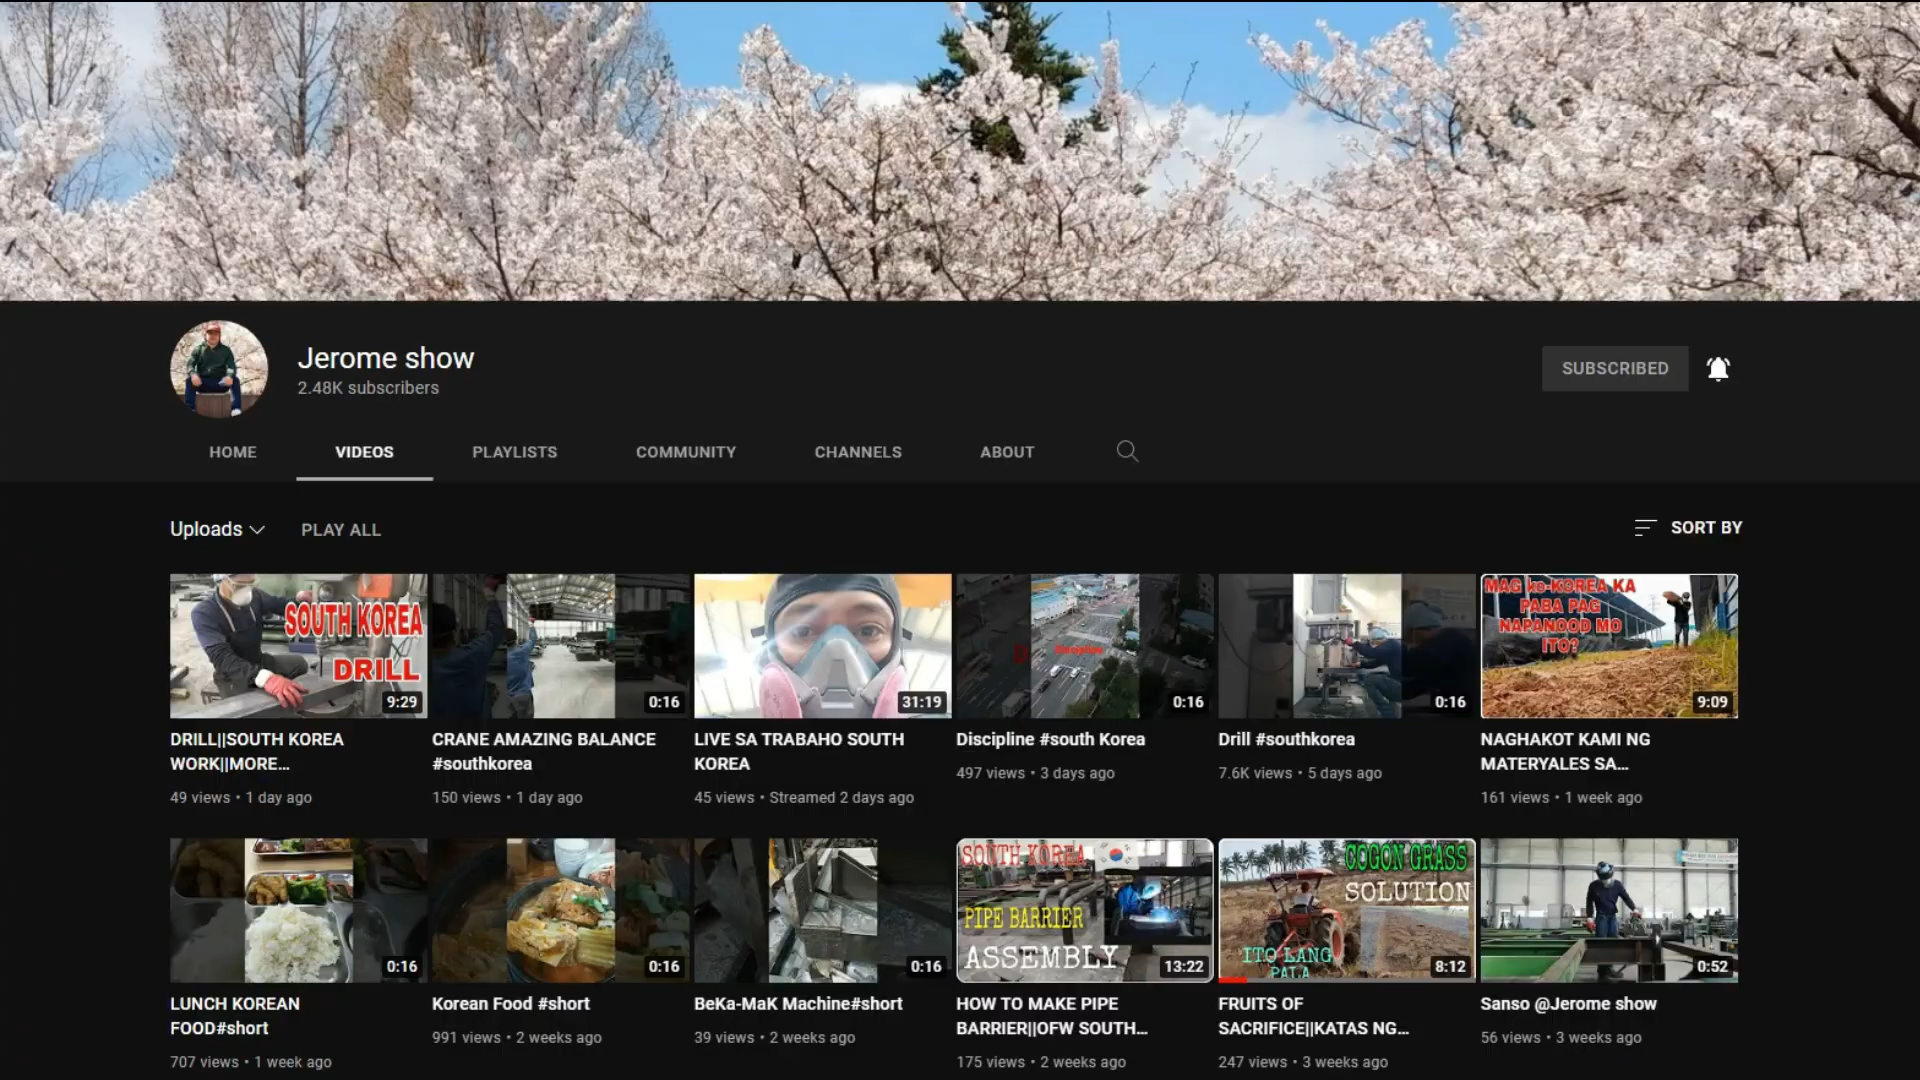 Jerome show
2.48K subscribers
SUBSCRIBED
HOME
VIDEOS
PLAYLISTS
COMMUNITY
CHANNELS
ABOUT
Uploads
PLAY ALL
SORT BY
SOUTH KOREA
DRILL
9:29
DRILL||SOUTH KOREA
WORK||MORE...
49 views • 1 day ago
0:16
CRANE AMAZING BALANCE
#southkorea
150 views • 1 day ago
31:19
LIVE SA TRABAHO SOUTH
KOREA
45 views • Streamed 2 days ago
Discipline
0:16
Discipline #south Korea
497 views • 3 days ago
0:16
Drill #southkorea
7.6K views • 5 days ago
MAG ko-KOREA KA
PABA PAG
NAPANOOD MO
ITO?
9:09
NAGHAKOT KAMI NG
MATERYALES SA...
161 views • 1 week ago
0:16
LUNCH KOREAN
FOOD#short
707 views • 1 week ago
0:16
Korean Food #short
991 views • 2 weeks ago
0:16
BeKa-MaK Machine#short
39 views • 2 weeks ago
SOUTH KOREA
PIPE BARRIER
ASSEMBLY
13:22
HOW TO MAKE PIPE
BARRIER||OFW SOUTH...
175 views • 2 weeks ago
COGON GRASS
SOLUTION
ITO LANG
PALA
8:12
FRUITS OF
SACRIFICE||KATAS NG...
247 views • 3 weeks ago
0:52
Sanso @Jerome show
56 views • 3 weeks ago